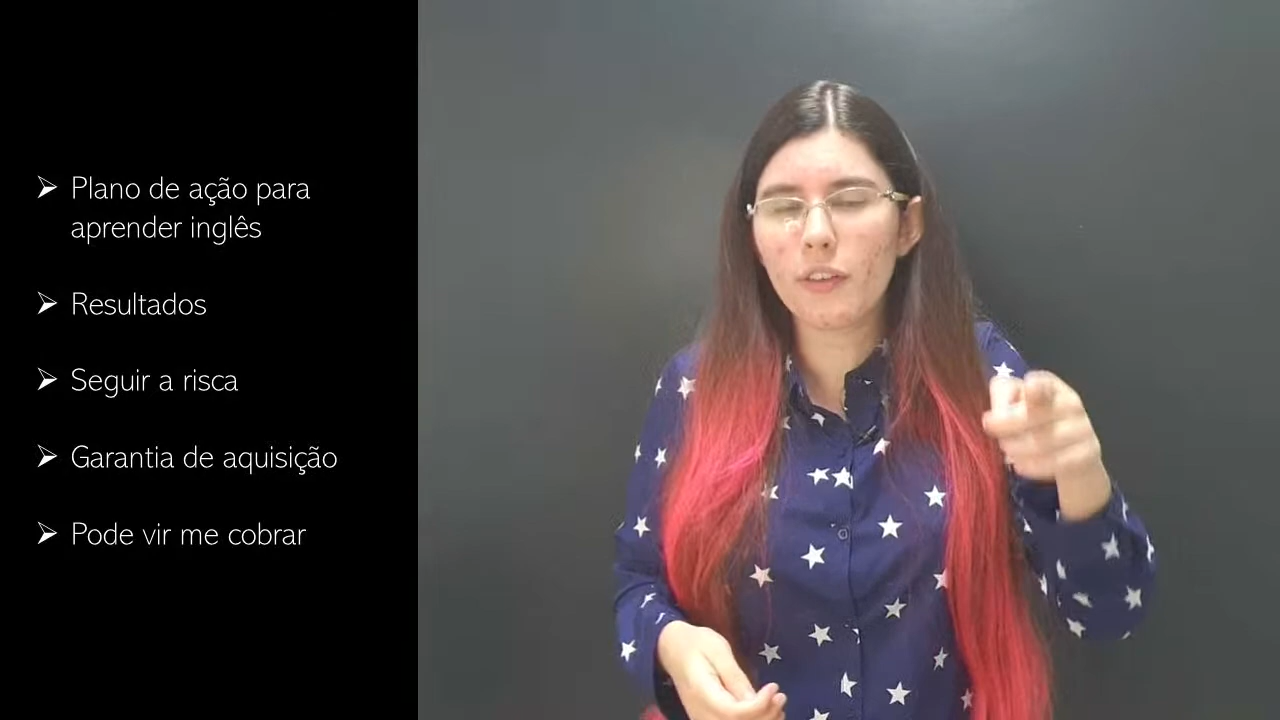 Plano de ação para
aprender inglês
Resultados
Seguir a risca
Garantia de aquisição
Pode vir me cobrar